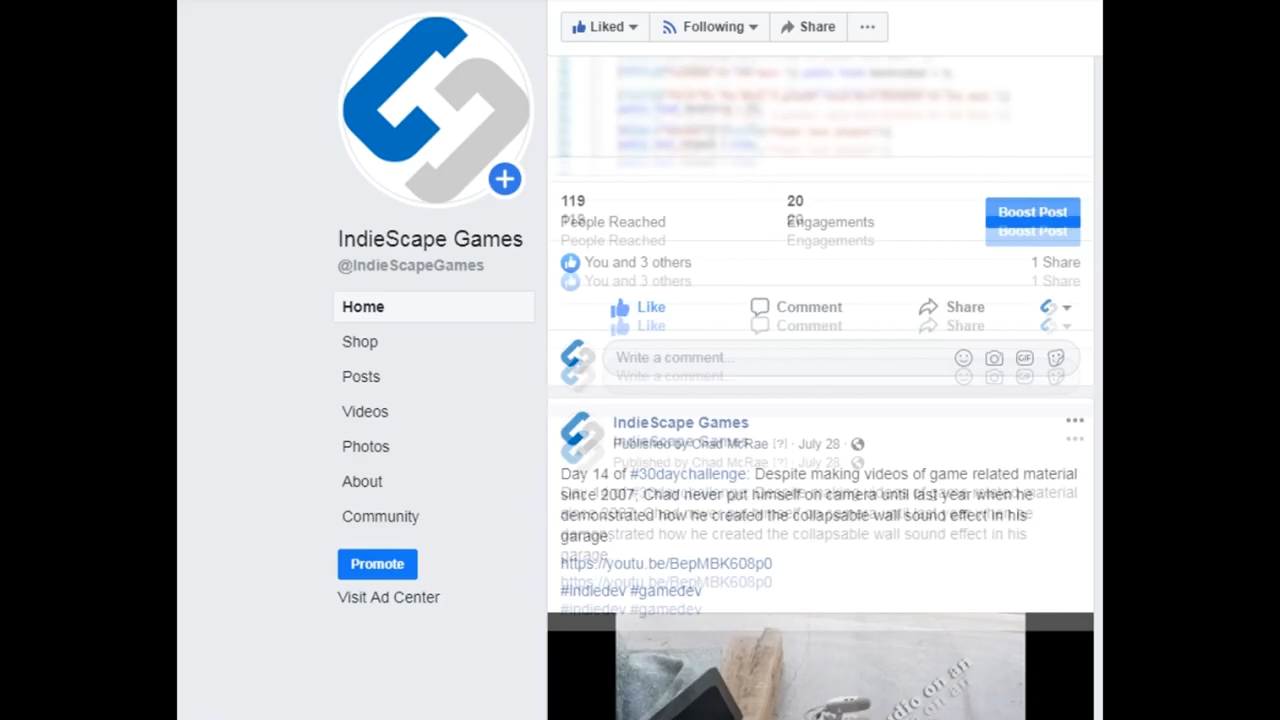 Liked
Following
Share
119
People Reached
20
Engagements
Boost Post
You and 3 others
1 Share
Like
Comment
Share
Write a comment...
GIF
IndieScape Games
@IndieScapeGames
Home
Shop
Posts
Videos
Photos
About
Community
Promote
Visit Ad Center
IndieScape Games
Published by Chad McRae [?] · July 28 ·
Day 14 of #30daychallenge: Despite making videos of game related material
since 2007, Chad never put himself on camera until last year when he
demonstrated how he created the collapsable wall sound effect in his
garage.
https://youtu.be/BepMBK608p0
#indiedev #gamedev